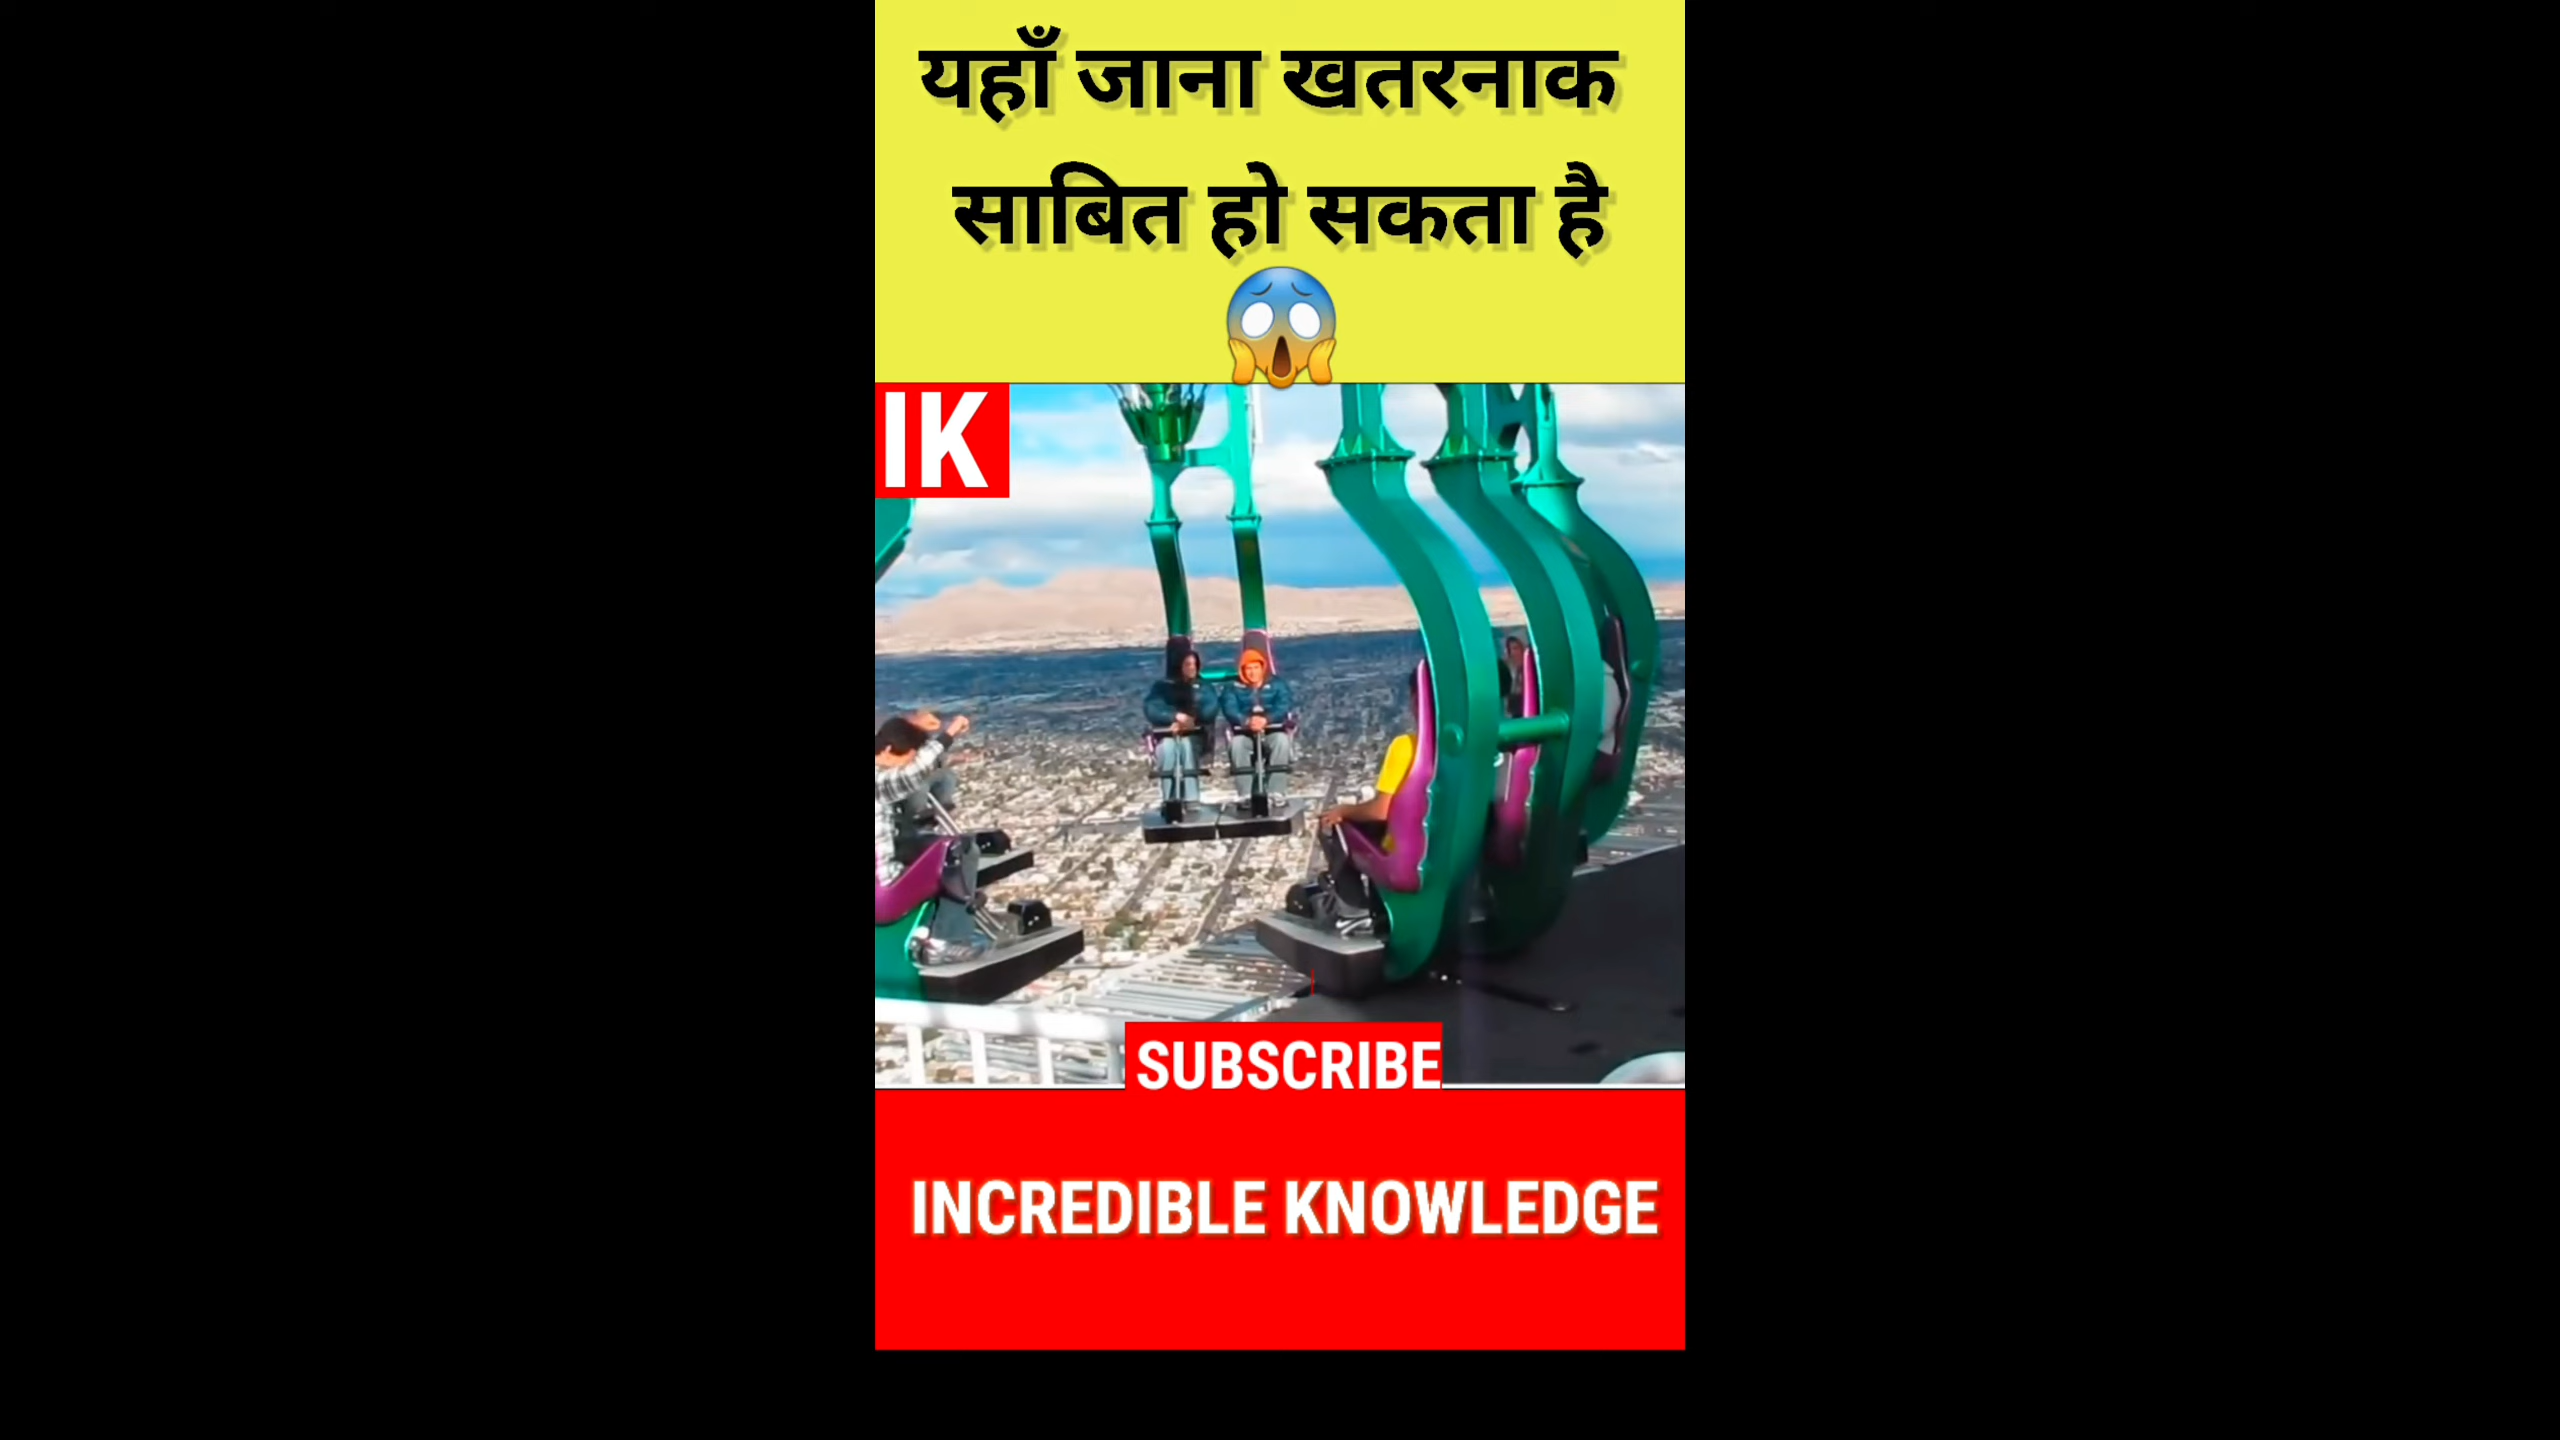 यहाँ जाना खतरनाक
साबित हो सकता है
IK
SUBSCRIBE
INCREDIBLE KNOWLEDGE